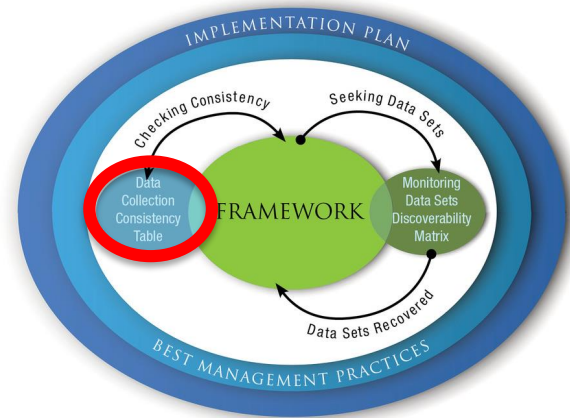 IMPLEMENTATION PLAN
Checking Consistency
Seeking Data Sets
Data
Collection
Consistency
Table
FRAMEWORK
Monitoring
Data Sets
Discoverability
Matrix
Data Sets Recovered
BEST MANAGEMENT PRACTICES